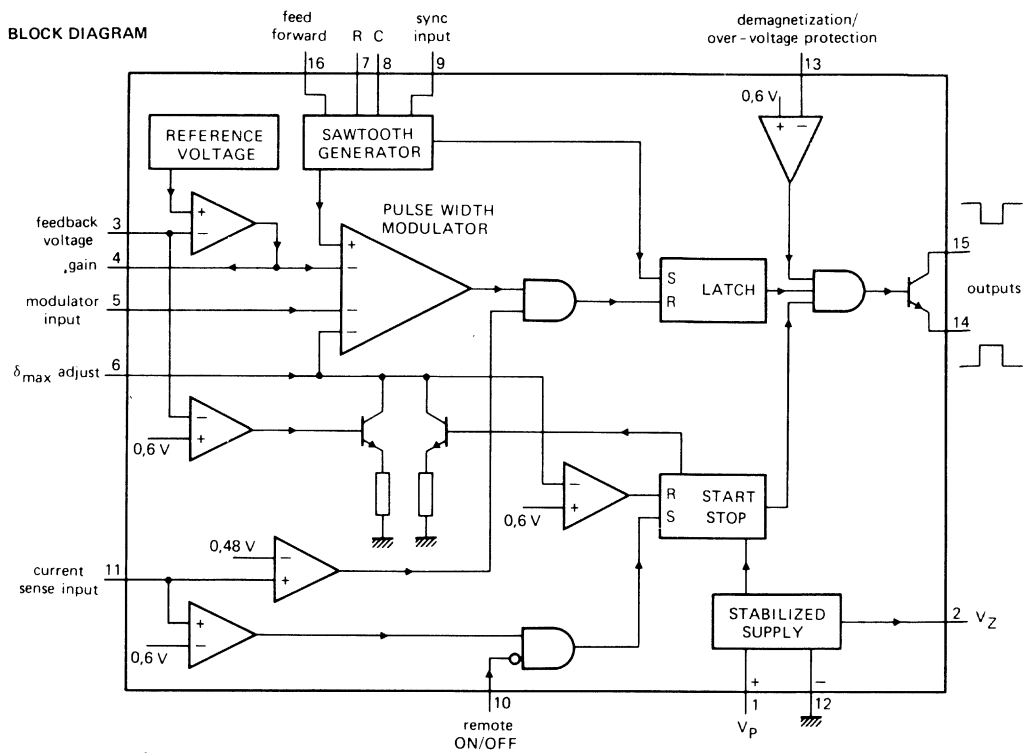 BLOCK DIAGRAM
feed
forward
R C
sync
input
demagnetization/
over-voltage protection
16
7
8
9
13
0,6 V
+
−
REFERENCE
VOLTAGE
SAWTOOTH
GENERATOR
PULSE WIDTH
MODULATOR
feedback
voltage
3
+
−
gain
4
+
−
modulator
input
5
−
−
S
R
LATCH
15
outputs
14
δmax adjust
6
−
+
0,6 V
−
+
0,6 V
R
S
START
STOP
0,48 V
−
+
current
sense input
11
+
−
0,6 V
STABILIZED
SUPPLY
2
VZ
10
remote
ON/OFF
+
1
VP
−
12